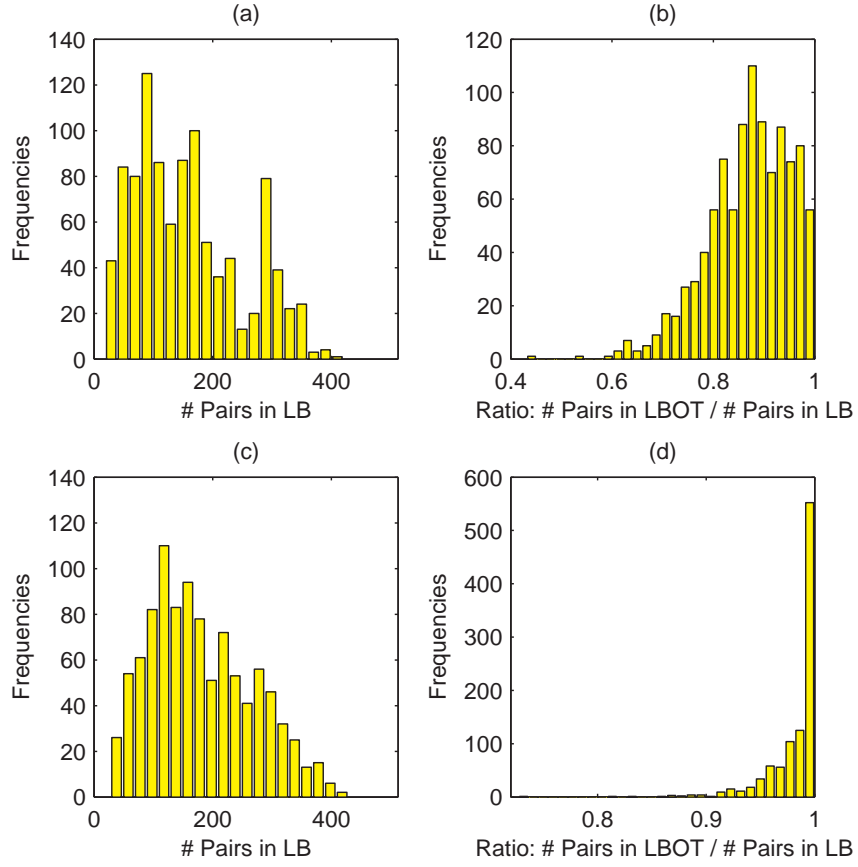 (a)
140
120
100
80
60
40
20
0
Frequencies
0 200 400
# Pairs in LB
(b)
120
100
80
60
40
20
0
Frequencies
0.4 0.6 0.8 1
Ratio: # Pairs in LBOT / # Pairs in LB
(c)
140
120
100
80
60
40
20
0
Frequencies
0 200 400
# Pairs in LB
(d)
600
500
400
300
200
100
0
Frequencies
0.8 0.9 1
Ratio: # Pairs in LBOT / # Pairs in LB